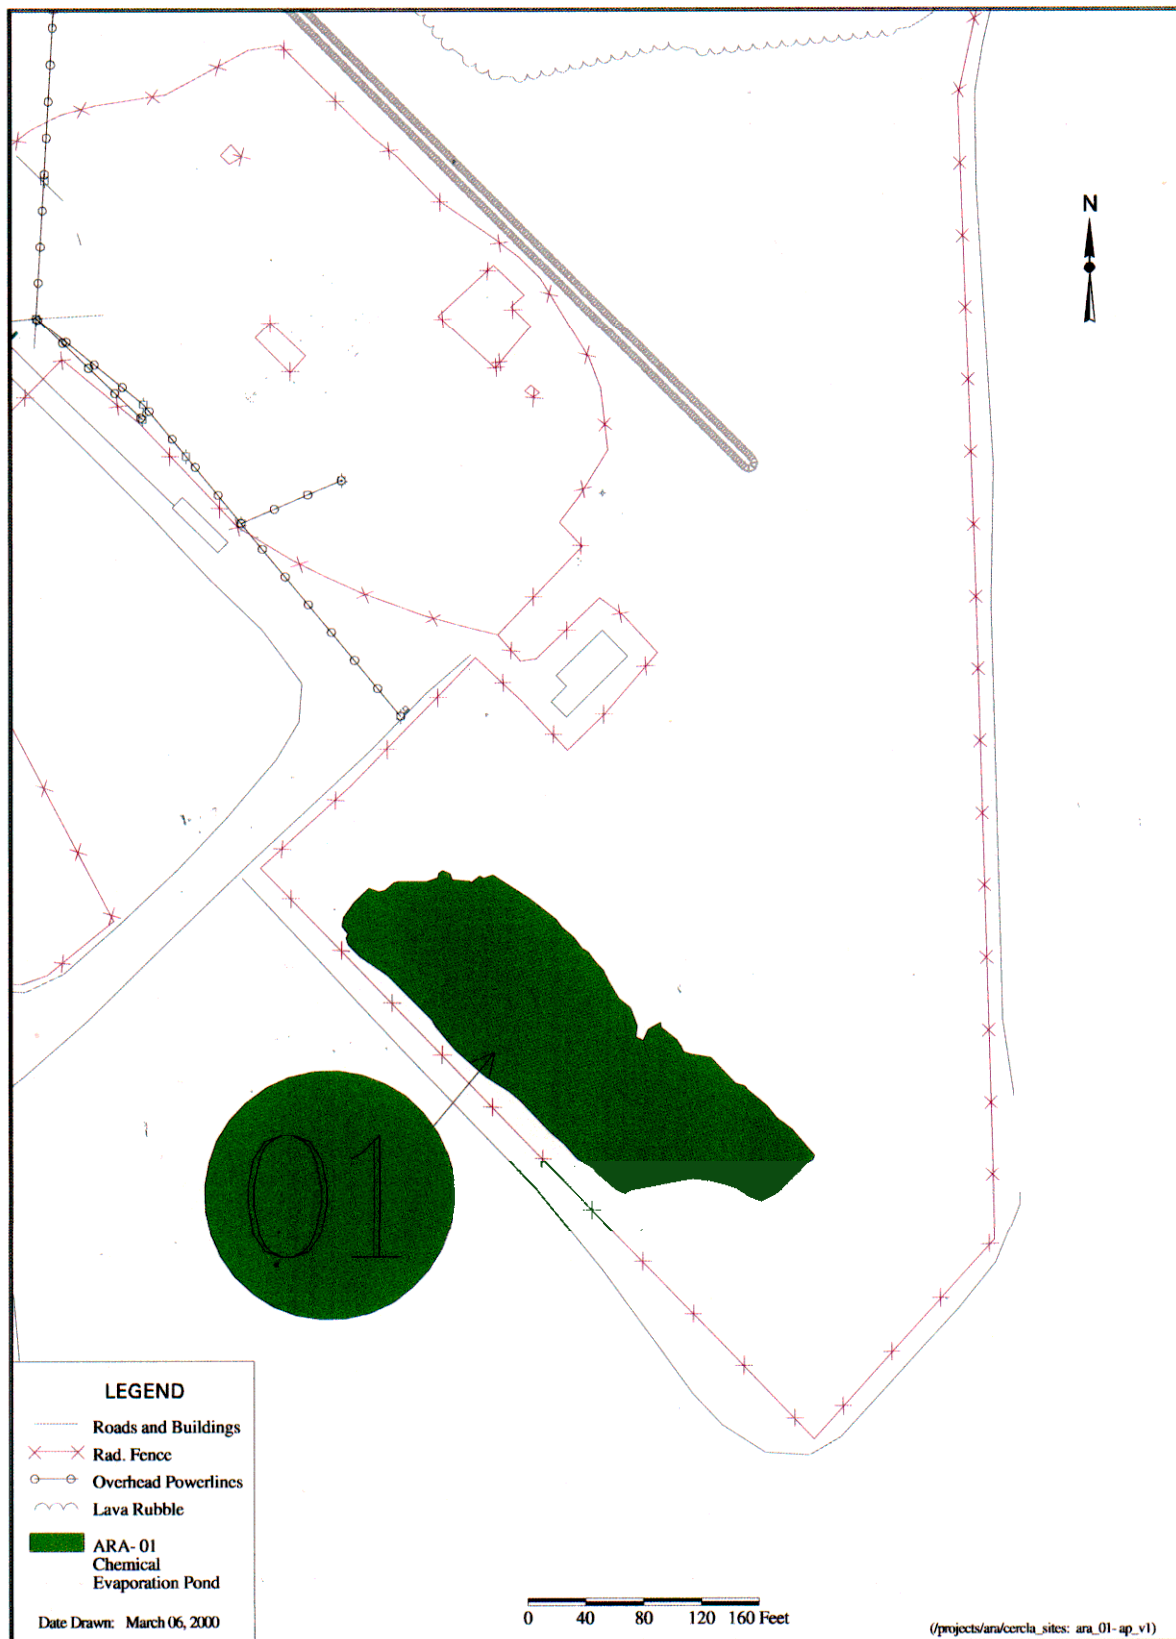 N
01
LEGEND
Roads and Buildings
Rad. Fence
Overhead Powerlines
Lava Rubble
ARA-01
Chemical
Evaporation Pond
Date Drawn: March 06, 2000
0 40 80 120 160 Feet
(/projects/ara/cercla_sites: ara_01-ap_v1)